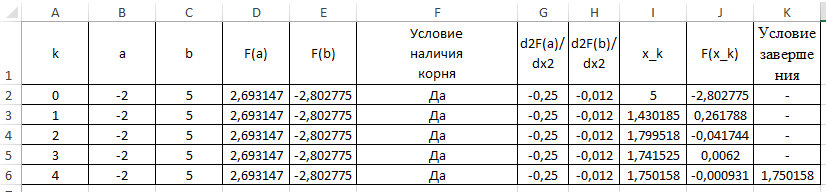 A B C D E F G H I J K
1 k a b F(a) F(b) Условие наличия корня d2F(a)/dx2 d2F(b)/dx2 x_k F(x_k) Условие завершения
2 0 -2 5 2,693147 -2,802775 Да -0,25 -0,012 5 -2,802775 -
3 1 -2 5 2,693147 -2,802775 Да -0,25 -0,012 1,430185 0,261788 -
4 2 -2 5 2,693147 -2,802775 Да -0,25 -0,012 1,799518 -0,041744 -
5 3 -2 5 2,693147 -2,802775 Да -0,25 -0,012 1,741525 0,0062 -
6 4 -2 5 2,693147 -2,802775 Да -0,25 -0,012 1,750158 -0,000931 1,750158